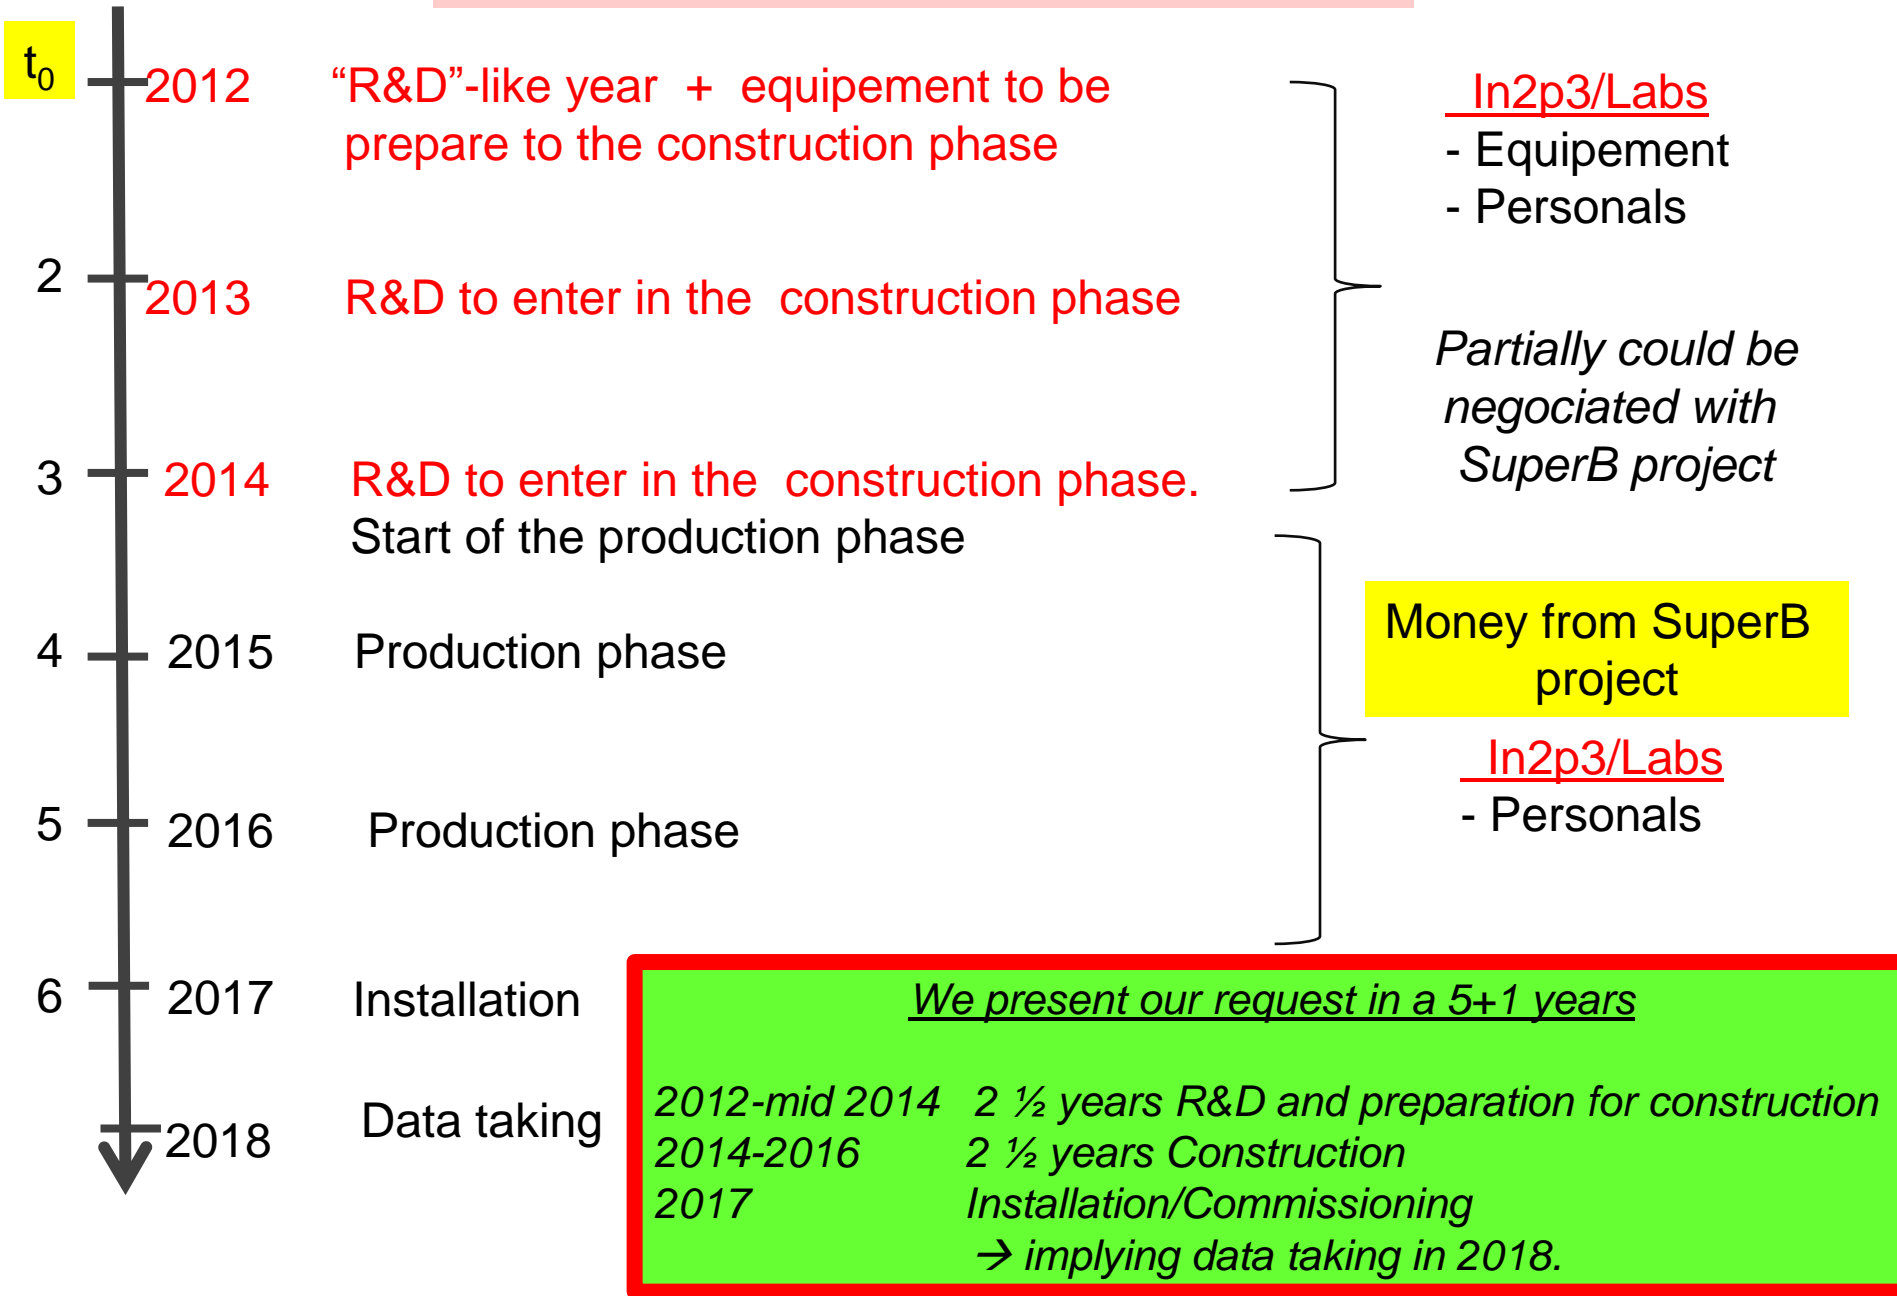 t0
2012 “R&D”-like year + equipement to be
prepare to the construction phase
In2p3/Labs
- Equipement
- Personals
2 2013 R&D to enter in the construction phase
Partially could be
negociated with
SuperB project
3 2014 R&D to enter in the construction phase.
Start of the production phase
Money from SuperB
project
4 2015 Production phase
In2p3/Labs
- Personals
5 2016 Production phase
6 2017 Installation
2018 Data taking
We present our request in a 5+1 years
2012-mid 2014 2 ½ years R&D and preparation for construction
2014-2016 2 ½ years Construction
2017 Installation/Commissioning
→ implying data taking in 2018.